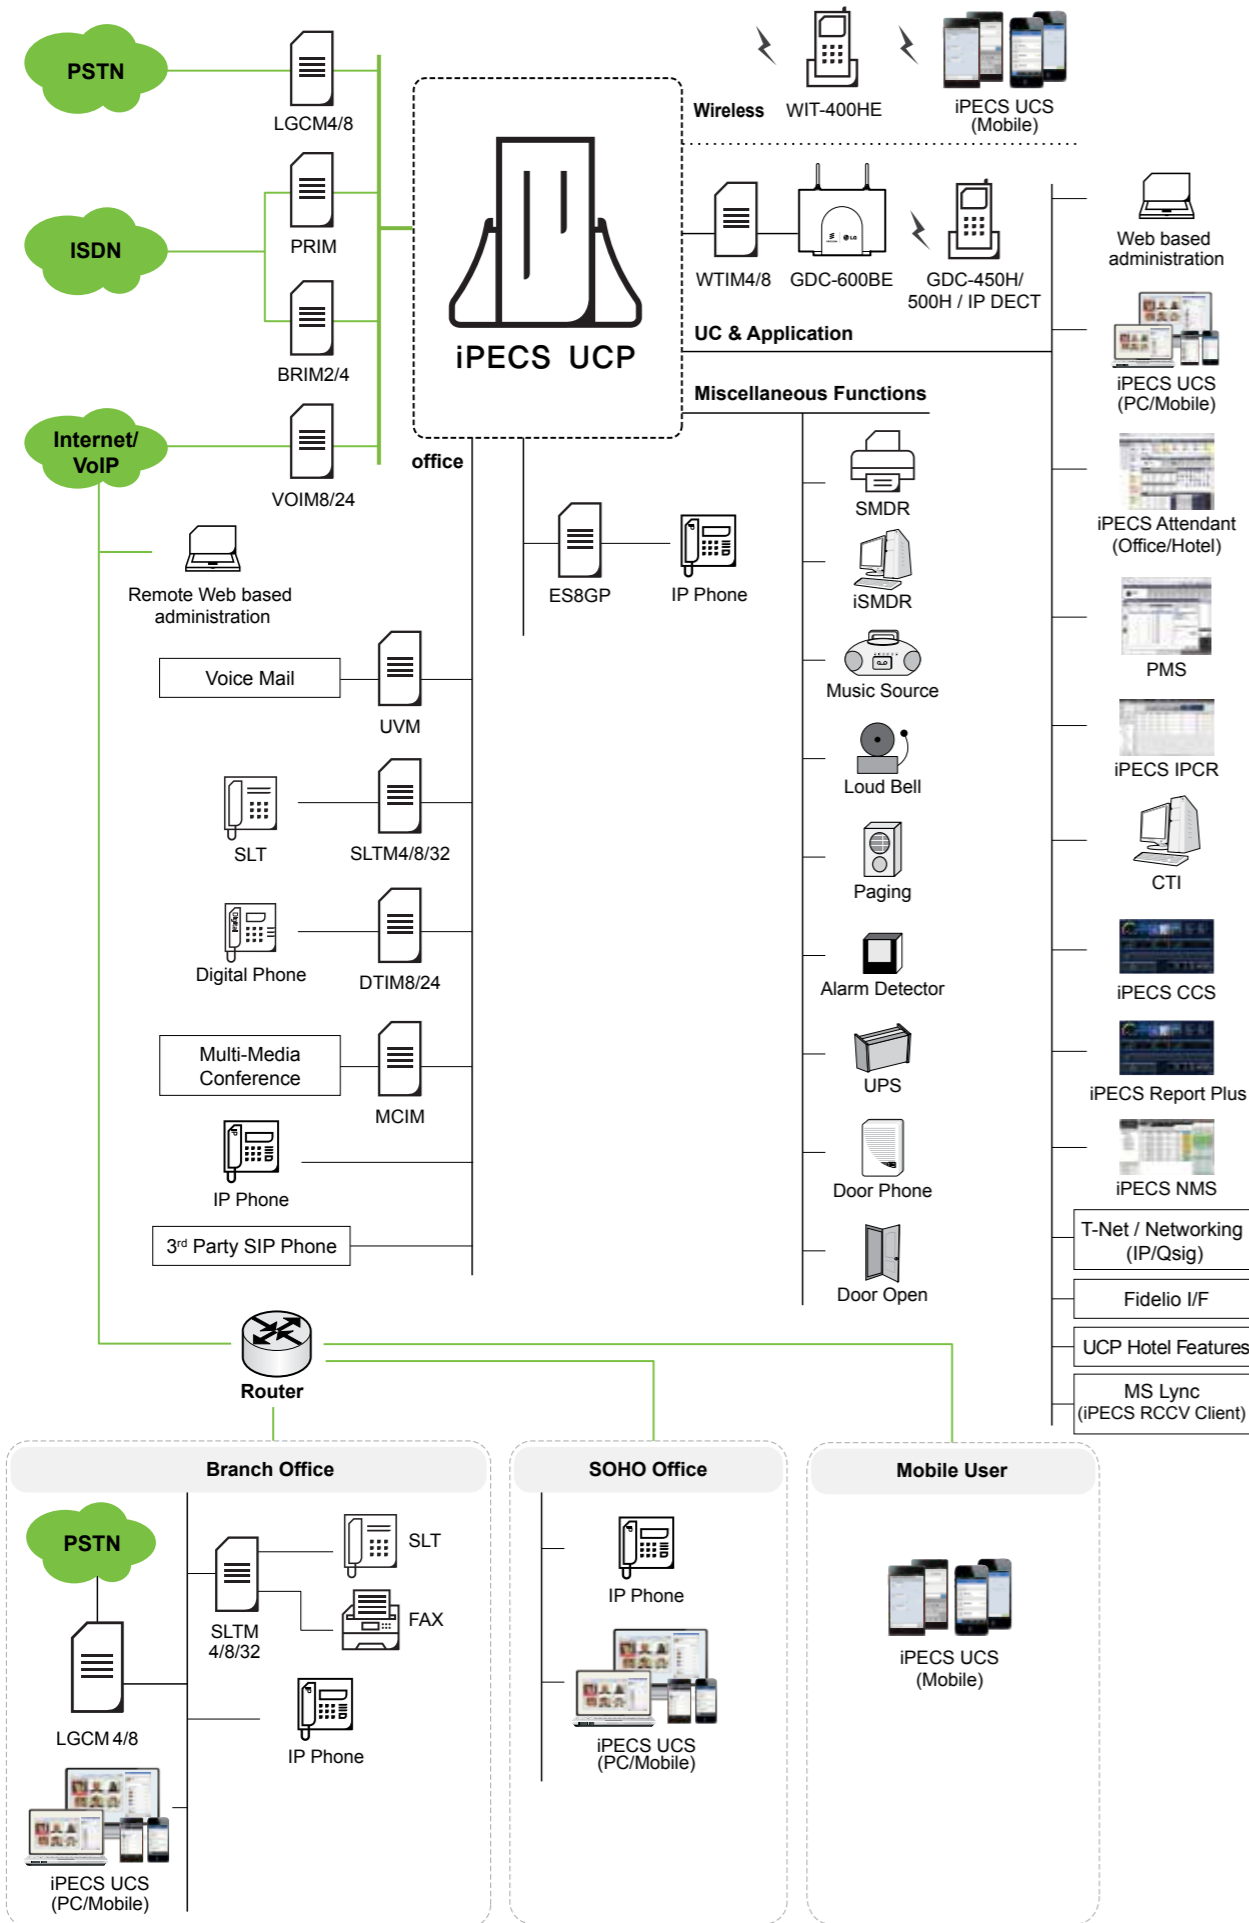 PSTN
LGCM4/8
ISDN
PRIM
BRIM2/4
Internet/
VoIP
VOIM8/24
iPECS UCP
Wireless
WIT-400HE
iPECS UCS
(Mobile)
WTIM4/8
GDC-600BE
GDC-450H/
500H / IP DECT
UC & Application
Miscellaneous Functions
office
Remote Web based
administration
ES8GP
IP Phone
Voice Mail
UVM
SLT
SLTM4/8/32
Digital Phone
DTIM8/24
Multi-Media
Conference
MCIM
IP Phone
3rd Party SIP Phone
SMDR
iSMDR
Music Source
Loud Bell
Paging
Alarm Detector
UPS
Door Phone
Door Open
Web based
administration
iPECS UCS
(PC/Mobile)
iPECS Attendant
(Office/Hotel)
PMS
iPECS IPCR
CTI
iPECS CCS
iPECS Report Plus
iPECS NMS
T-Net / Networking
(IP/Qsig)
Fidelio I/F
UCP Hotel Features
MS Lync
(iPECS RCCV Client)
Router
Branch Office
PSTN
LGCM 4/8
SLTM
4/8/32
SLT
FAX
IP Phone
iPECS UCS
(PC/Mobile)
SOHO Office
IP Phone
iPECS UCS
(PC/Mobile)
Mobile User
iPECS UCS
(Mobile)